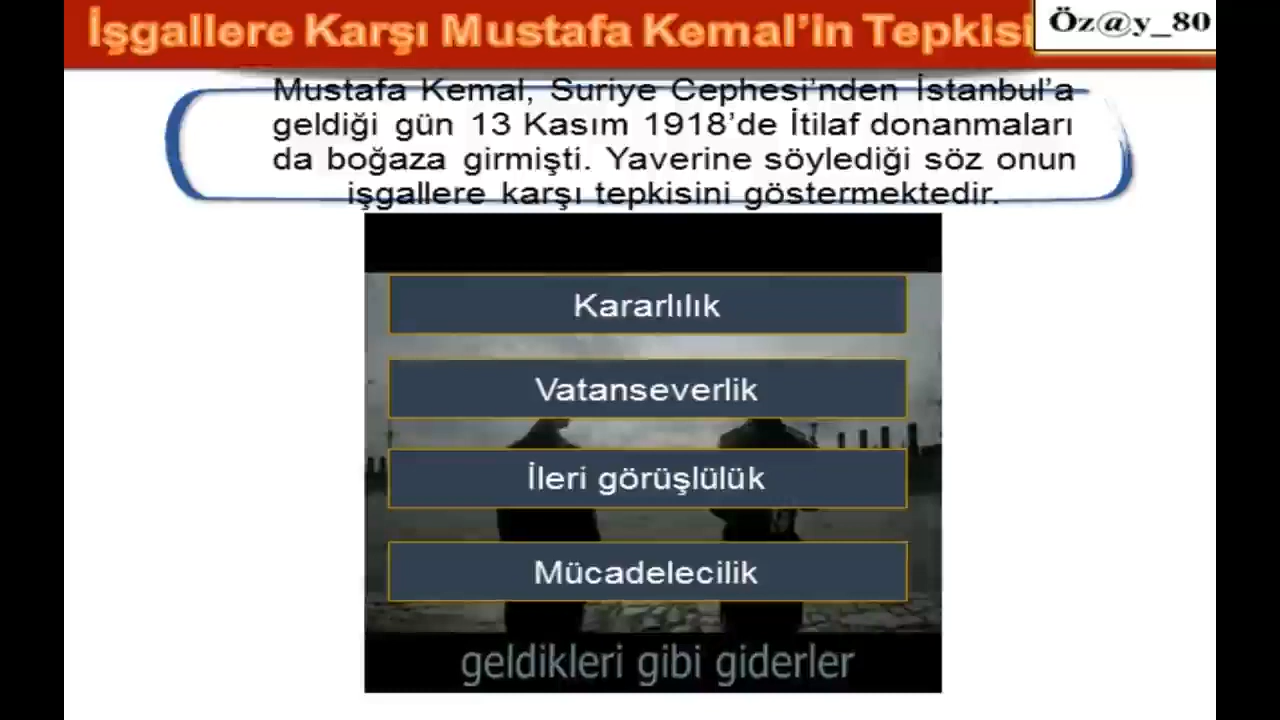 İşgallere Karşı Mustafa Kemal'in Tepkisi
Öz@y_80
Mustafa Kemal, Suriye Cephesi'nden İstanbul'a
geldiği gün 13 Kasım 1918'de İtilaf donanmaları
da boğaza girmişti. Yaverine söylediği söz onun
işgallere karşı tepkisini göstermektedir.
Kararlılık
Vatanseverlik
İleri görüşlülük
Mücadelecilik
geldikleri gibi giderler